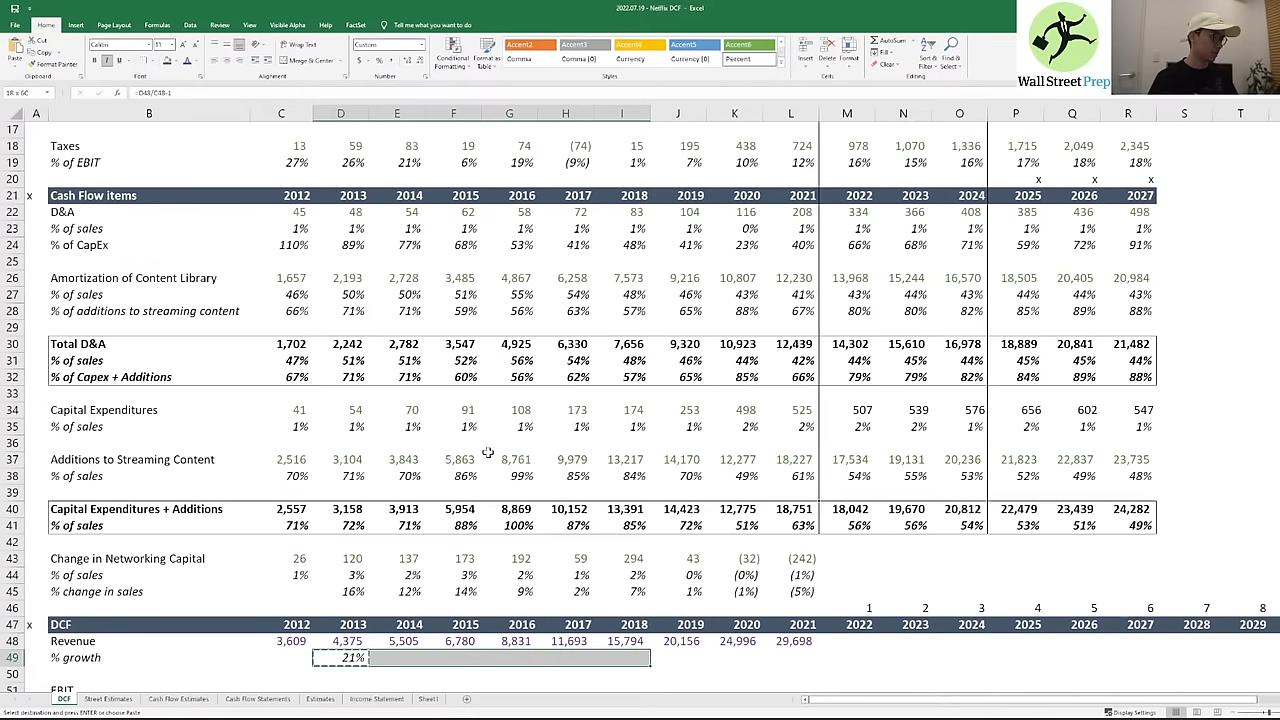 2022.07.19 - Netflix DCF - Excel
File Home Insert Page Layout Formulas Data Review View Visible Alpha Help FactSet Tell me what you want to do
Cut Copy Format Painter Paste Clipboard
Calibri 11 B I U Font
Wrap Text Merge & Center Alignment
Custom $ % Number
Conditional Formatting Format as Table
Accent2 Accent3 Accent4 Accent5 Accent6
Comma Comma [0] Currency Currency [0] Percent
Styles
Insert Delete Format Cells
AutoSum Fill Clear Sort & Filter Find & Select Editing
Wall Street Prep
1R x 6C fx =D48/C48-1
A B C D E F G H I J K L M N O P Q R S T
17
18 Taxes 13 59 83 19 74 (74) 15 195 438 724 978 1,070 1,336 1,715 2,049 2,345
19 % of EBIT 27% 26% 21% 6% 19% (9%) 1% 7% 10% 12% 16% 15% 16% 17% 18% 18%
20 x x x
21 x Cash Flow items 2012 2013 2014 2015 2016 2017 2018 2019 2020 2021 2022 2023 2024 2025 2026 2027
22 D&A 45 48 54 62 58 72 83 104 116 208 334 366 408 385 436 498
23 % of sales 1% 1% 1% 1% 1% 1% 1% 1% 0% 1% 1% 1% 1% 1% 1% 1%
24 % of CapEx 110% 89% 77% 68% 53% 41% 48% 41% 23% 40% 66% 68% 71% 59% 72% 91%
25
26 Amortization of Content Library 1,657 2,193 2,728 3,485 4,867 6,258 7,573 9,216 10,807 12,230 13,968 15,244 16,570 18,505 20,405 20,984
27 % of sales 46% 50% 50% 51% 55% 54% 48% 46% 43% 41% 43% 44% 43% 44% 44% 43%
28 % of additions to streaming content 66% 71% 71% 59% 56% 63% 57% 65% 88% 67% 80% 80% 82% 85% 89% 88%
29
30 Total D&A 1,702 2,242 2,782 3,547 4,925 6,330 7,656 9,320 10,923 12,439 14,302 15,610 16,978 18,889 20,841 21,482
31 % of sales 47% 51% 51% 52% 56% 54% 48% 46% 44% 42% 44% 45% 44% 45% 45% 44%
32 % of Capex + Additions 67% 71% 71% 60% 56% 62% 57% 65% 85% 66% 79% 79% 82% 84% 89% 88%
33
34 Capital Expenditures 41 54 70 91 108 173 174 253 498 525 507 539 576 656 602 547
35 % of sales 1% 1% 1% 1% 1% 1% 1% 1% 2% 2% 2% 2% 1% 2% 1% 1%
36
37 Additions to Streaming Content 2,516 3,104 3,843 5,863 8,761 9,979 13,217 14,170 12,277 18,227 17,534 19,131 20,236 21,823 22,837 23,735
38 % of sales 70% 71% 70% 86% 99% 85% 84% 70% 49% 61% 54% 55% 53% 52% 49% 48%
39
40 Capital Expenditures + Additions 2,557 3,158 3,913 5,954 8,869 10,152 13,391 14,423 12,775 18,751 18,042 19,670 20,812 22,479 23,439 24,282
41 % of sales 71% 72% 71% 88% 100% 87% 85% 72% 51% 63% 56% 56% 54% 53% 51% 49%
42
43 Change in Networking Capital 26 120 137 173 192 59 294 43 (32) (242)
44 % of sales 1% 3% 2% 3% 2% 1% 2% 0% (0%) (1%)
45 % change in sales 16% 12% 14% 9% 2% 7% 1% (1%) (5%)
46 1 2 3 4 5 6 7 8
47 x DCF 2012 2013 2014 2015 2016 2017 2018 2019 2020 2021 2022 2023 2024 2025 2026 2027 2028 2029
48 Revenue 3,609 4,375 5,505 6,780 8,831 11,693 15,794 20,156 24,996 29,698
49 % growth 21%
50
51 EBIT
DCF Street Estimates Cash Flow Estimates Cash Flow Statements Estimates Income Statement Sheet1
Select destination and press ENTER or choose Paste Display Settings